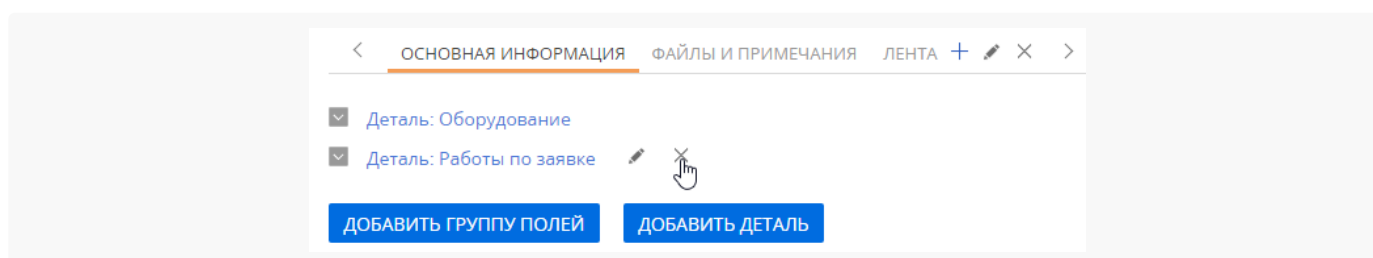 ОСНОВНАЯ ИНФОРМАЦИЯ ФАЙЛЫ И ПРИМЕЧАНИЯ ЛЕНТА
Деталь: Оборудование
Деталь: Работы по заявке
ДОБАВИТЬ ГРУППУ ПОЛЕЙ ДОБАВИТЬ ДЕТАЛЬ